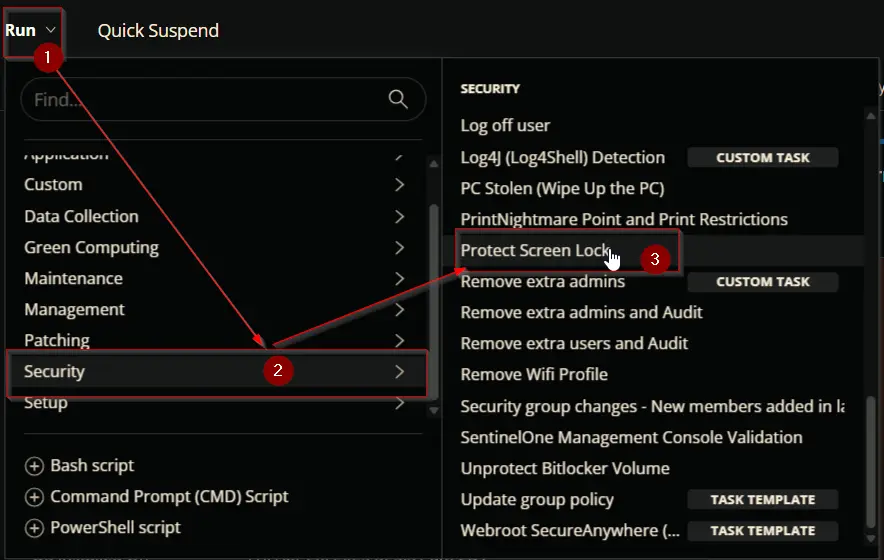 Run
Quick Suspend
1
Find...
Application
Custom
Data Collection
Green Computing
Maintenance
Management
Patching
Security
2
Setup
Bash script
Command Prompt (CMD) Script
PowerShell script
SECURITY
Log off user
Log4J (Log4Shell) Detection CUSTOM TASK
PC Stolen (Wipe Up the PC)
PrintNightmare Point and Print Restrictions
Protect Screen Lock
3
Remove extra admins CUSTOM TASK
Remove extra admins and Audit
Remove extra users and Audit
Remove Wifi Profile
Security group changes - New members added in la
SentinelOne Management Console Validation
Unprotect Bitlocker Volume
Update group policy TASK TEMPLATE
Webroot SecureAnywhere (... TASK TEMPLATE